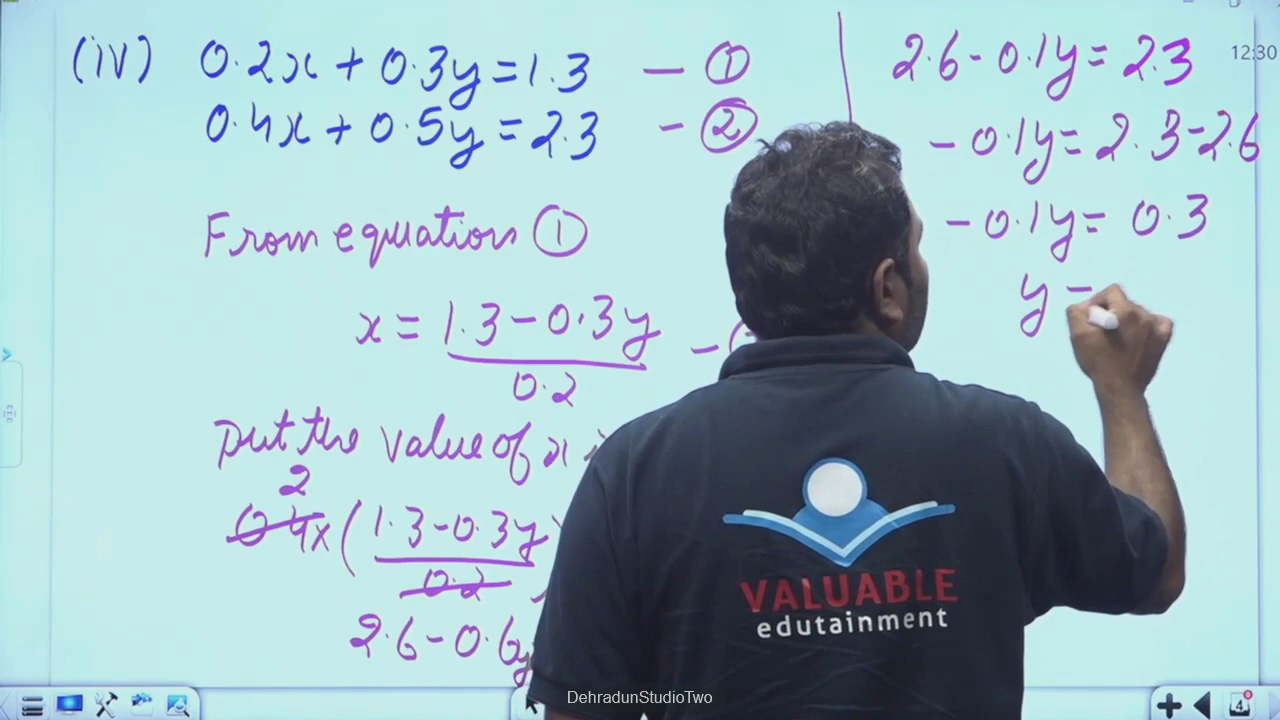 (iv) 0.2x + 0.3y = 1.3 — ①
0.4x + 0.5y = 2.3 — ②
From equation ①
x = 1.3 - 0.3y
0.2
Put the value of x
2
0.4 x (1.3 - 0.3y
0.2
2.6 - 0.6y
2.6 - 0.1y = 2.3
- 0.1y = 2.3 - 2.6
- 0.1y = 0.3
y =
12:30
VALUABLE
edutainment
DehradunStudioTwo
4